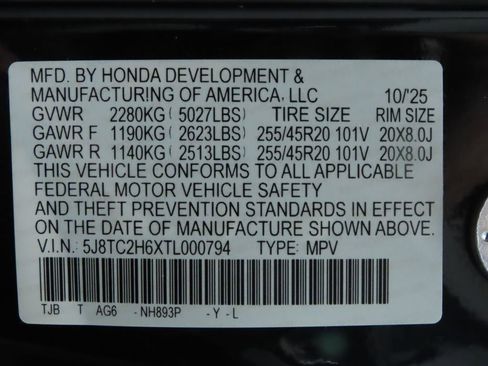 MFD. BY HONDA DEVELOPMENT &
MANUFACTURING OF AMERICA, LLC 10/'25
GVWR 2280KG (5027LBS) TIRE SIZE RIM SIZE
GAWR F 1190KG (2623LBS) 255/45R20 101V 20X8.0J
GAWR R 1140KG (2513LBS) 255/45R20 101V 20X8.0J
THIS VEHICLE CONFORMS TO ALL APPLICABLE
FEDERAL MOTOR VEHICLE SAFETY
AND THEFT PREVENTION STANDARDS IN EFFECT
ON THE DATE OF MANUFACTURE SHOWN ABOVE.
V.I.N.: 5J8TC2H6XTL000794 TYPE: MPV
TJB T AG6 - NH893P - Y - L